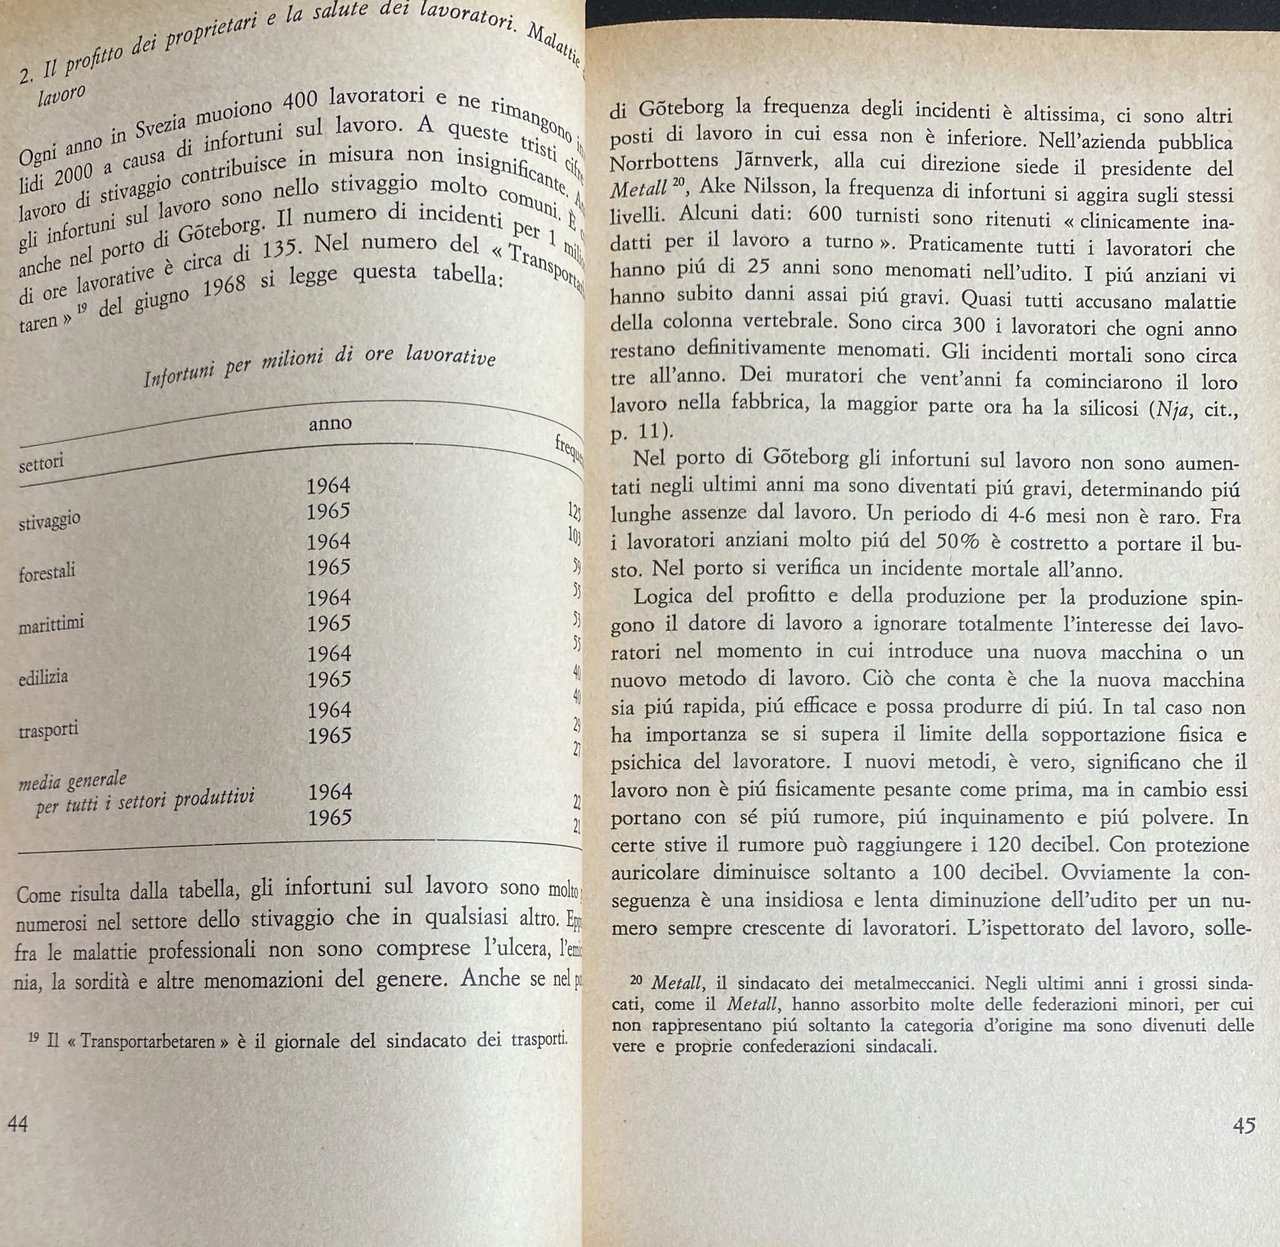 2. Il profitto dei proprietari e la salute dei lavoratori. Malattie
lavoro
Ogni anno in Svezia muoiono 400 lavoratori e ne rimangono
lidi 2000 a causa di infortuni sul lavoro. A queste tristi cifre
lavoro di stivaggio contribuisce in misura non insignificante.
gli infortuni sul lavoro sono nello stivaggio molto comuni. È
anche nel porto di Gõteborg. Il numero di incidenti per 1
di ore lavorative è circa di 135. Nel numero del « Transportar
taren » 19 del giugno 1968 si legge questa tabella:
Infortuni per milioni di ore lavorative
settori anno
stivaggio 1964 125
1965 103
forestali 1964 59
1965 55
marittimi 1964 53
1965 55
edilizia 1964 40
1965 40
trasporti 1964 29
1965 27
media generale
per tutti i settori produttivi 1964 22
1965 21
Come risulta dalla tabella, gli infortuni sul lavoro sono molto
numerosi nel settore dello stivaggio che in qualsiasi altro.
fra le malattie professionali non sono comprese l'ulcera,
nia, la sordità e altre menomazioni del genere. Anche se nel
19 Il « Transportarbetaren » è il giornale del sindacato dei trasporti.
44
di Gõteborg la frequenza degli incidenti è altissima, ci sono altri
posti di lavoro in cui essa non è inferiore. Nell'azienda pubblica
Norrbottens Järnverk, alla cui direzione siede il presidente del
Metall 20, Ake Nilsson, la frequenza di infortuni si aggira sugli stessi
livelli. Alcuni dati: 600 turnisti sono ritenuti « clinicamente ina-
datti per il lavoro a turno ». Praticamente tutti i lavoratori che
hanno piú di 25 anni sono menomati nell'udito. I piú anziani vi
hanno subito danni assai piú gravi. Quasi tutti accusano malattie
della colonna vertebrale. Sono circa 300 i lavoratori che ogni anno
restano definitivamente menomati. Gli incidenti mortali sono circa
tre all'anno. Dei muratori che vent'anni fa cominciarono il loro
lavoro nella fabbrica, la maggior parte ora ha la silicosi (Nja, cit.,
p. 11).
Nel porto di Gõteborg gli infortuni sul lavoro non sono aumen-
tati negli ultimi anni ma sono diventati piú gravi, determinando piú
lunghe assenze dal lavoro. Un periodo di 4-6 mesi non è raro. Fra
i lavoratori anziani molto piú del 50% è costretto a portare il bu-
sto. Nel porto si verifica un incidente mortale all'anno.
Logica del profitto e della produzione per la produzione spin-
gono il datore di lavoro a ignorare totalmente l'interesse dei lavo-
ratori nel momento in cui introduce una nuova macchina o un
nuovo metodo di lavoro. Ciò che conta è che la nuova macchina
sia piú rapida, piú efficace e possa produrre di piú. In tal caso non
ha importanza se si supera il limite della sopportazione fisica e
psichica del lavoratore. I nuovi metodi, è vero, significano che il
lavoro non è piú fisicamente pesante come prima, ma in cambio essi
portano con sé piú rumore, piú inquinamento e piú polvere. In
certe stive il rumore può raggiungere i 120 decibel. Con protezione
auricolare diminuisce soltanto a 100 decibel. Ovviamente la con-
seguenza è una insidiosa e lenta diminuzione dell'udito per un nu-
mero sempre crescente di lavoratori. L'ispettorato del lavoro, solle-
20 Metall, il sindacato dei metalmeccanici. Negli ultimi anni i grossi sinda-
cati, come il Metall, hanno assorbito molte delle federazioni minori, per cui
non rappresentano piú soltanto la categoria d'origine ma sono divenuti delle
vere e proprie confederazioni sindacali.
45